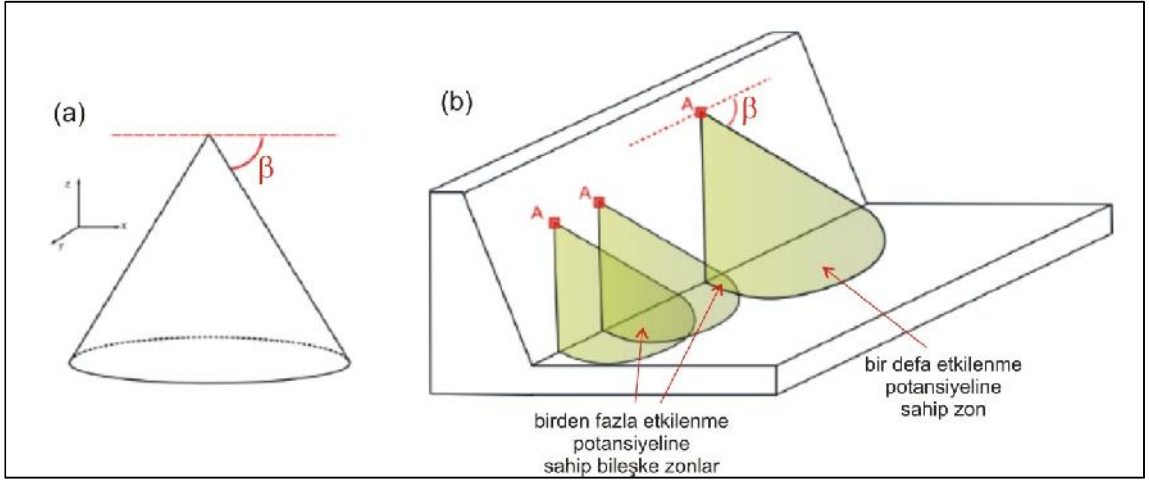 (a)
β
z
x
Y
(b)
A
β
A
A
birden fazla etkilenme
potansiyeline
sahip bileşke zonlar
bir defa etkilenme
potansiyeline
sahip zon